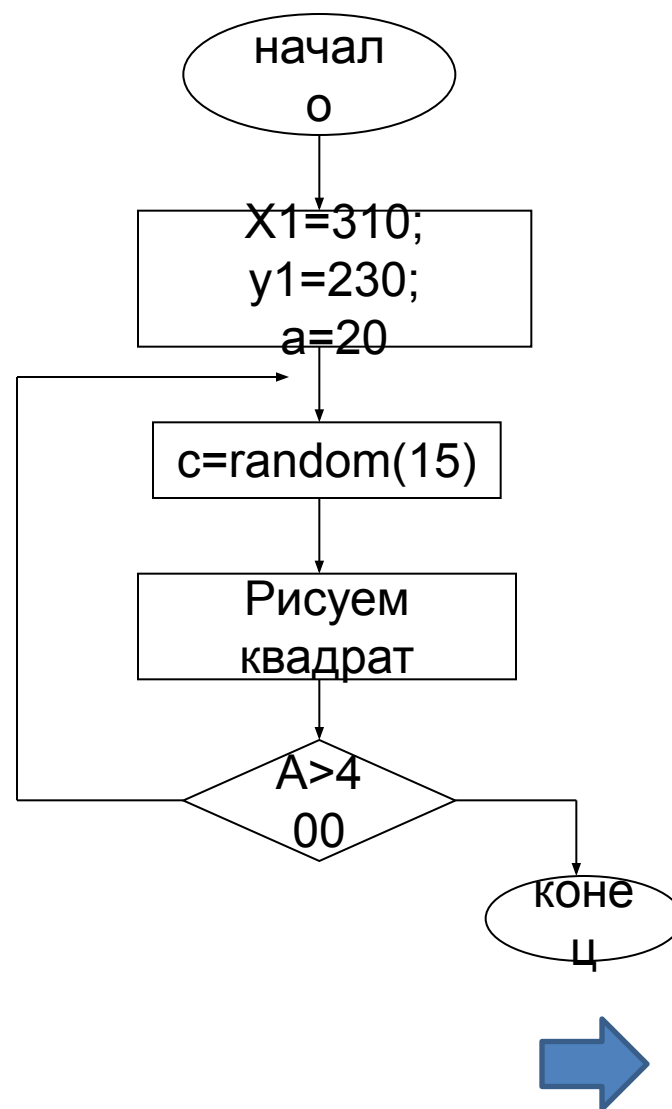 начал
о
X1=310;
y1=230;
a=20
c=random(15)
Рисуем
квадрат
A>4
00
коне
ц